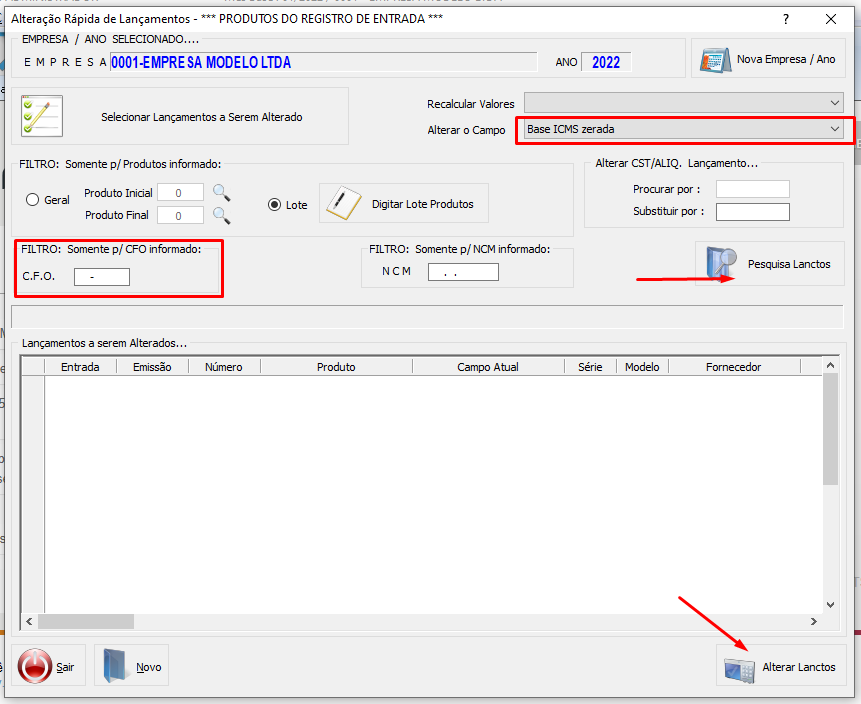 Alteração Rápida de Lançamentos - *** PRODUTOS DO REGISTRO DE ENTRADA ***
?
EMPRESA / ANO SELECIONADO....
E M P R E S A 0001-EMPRESA MODELO LTDA
ANO 2022
Nova Empresa / Ano
Selecionar Lançamentos a Serem Alterado
Recalcular Valores
Alterar o Campo Base ICMS zerada
FILTRO: Somente p/ Produtos informado:
Geral
Produto Inicial 0
Produto Final 0
Lote
Digitar Lote Produtos
Alterar CST/ALIQ. Lançamento...
Procurar por :
Substituir por :
FILTRO: Somente p/ CFO informado:
C.F.O. -
FILTRO: Somente p/ NCM informado:
N C M . .
Pesquisa Lanctos
Lançamentos a serem Alterados...
Entrada Emissão Número Produto Campo Atual Série Modelo Fornecedor
Sair
Novo
Alterar Lanctos